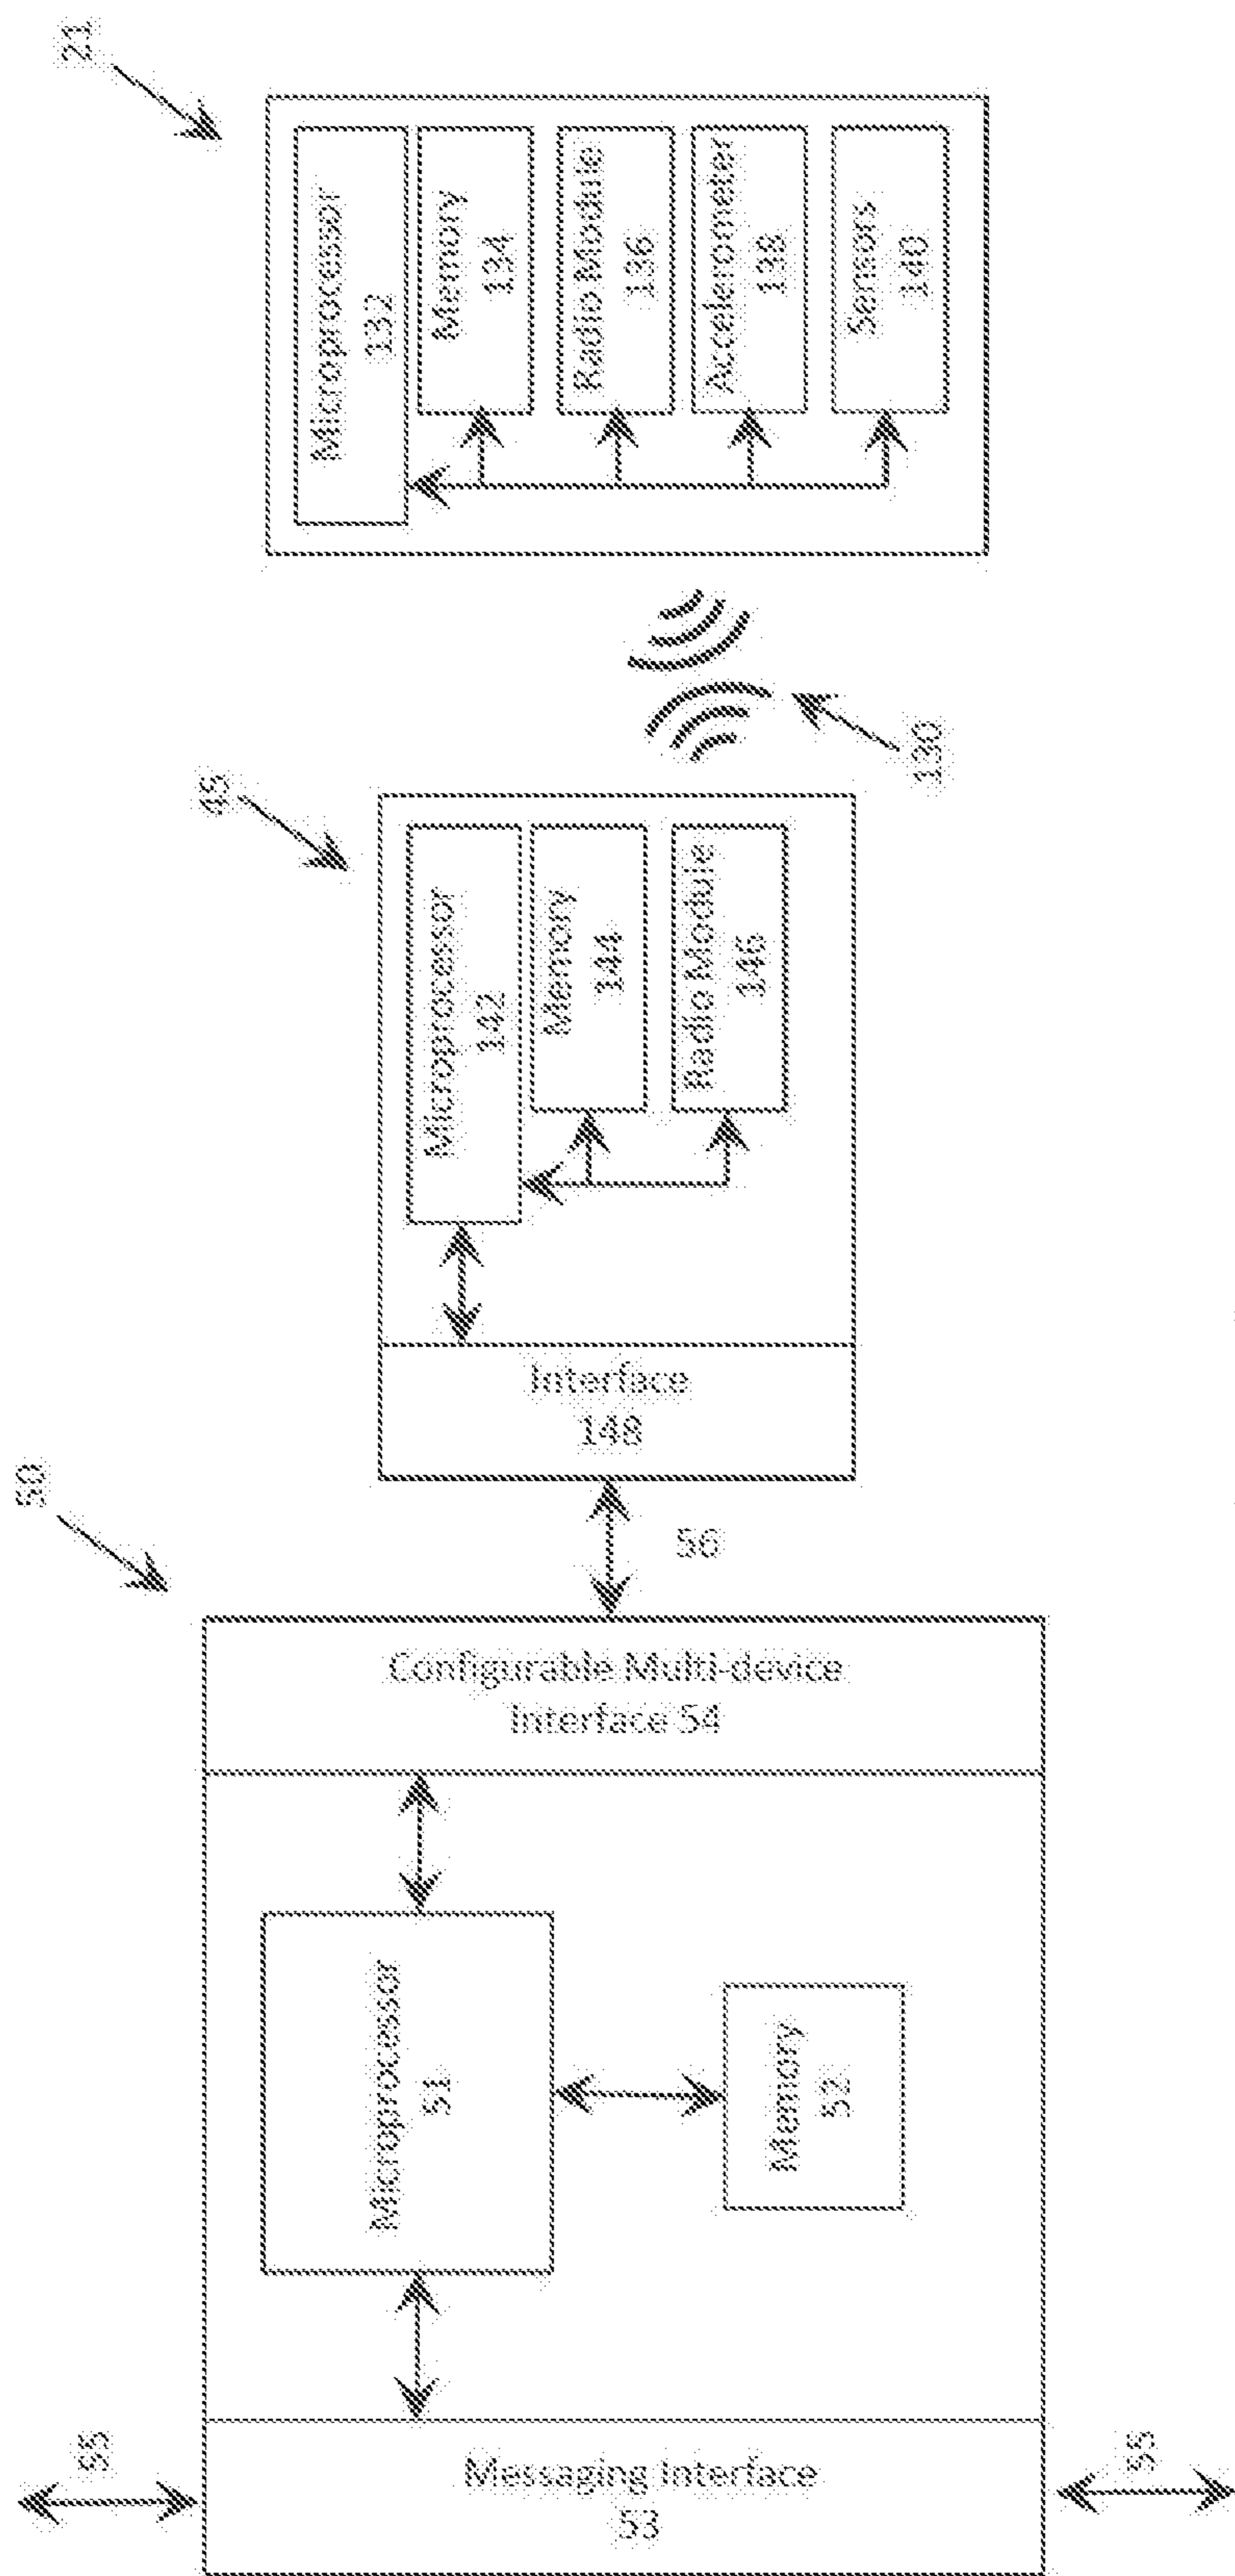 21
Microprocessor
132
Memory
134
Radio Module
136
Accelerometer
138
Sensors
140
130
45
Microprocessor
142
Memory
144
Radio Module
146
Interface
148
50
56
Configurable Multi-device
Interface 54
Microprocessor
51
Memory
52
55
Messaging Interface
53
55